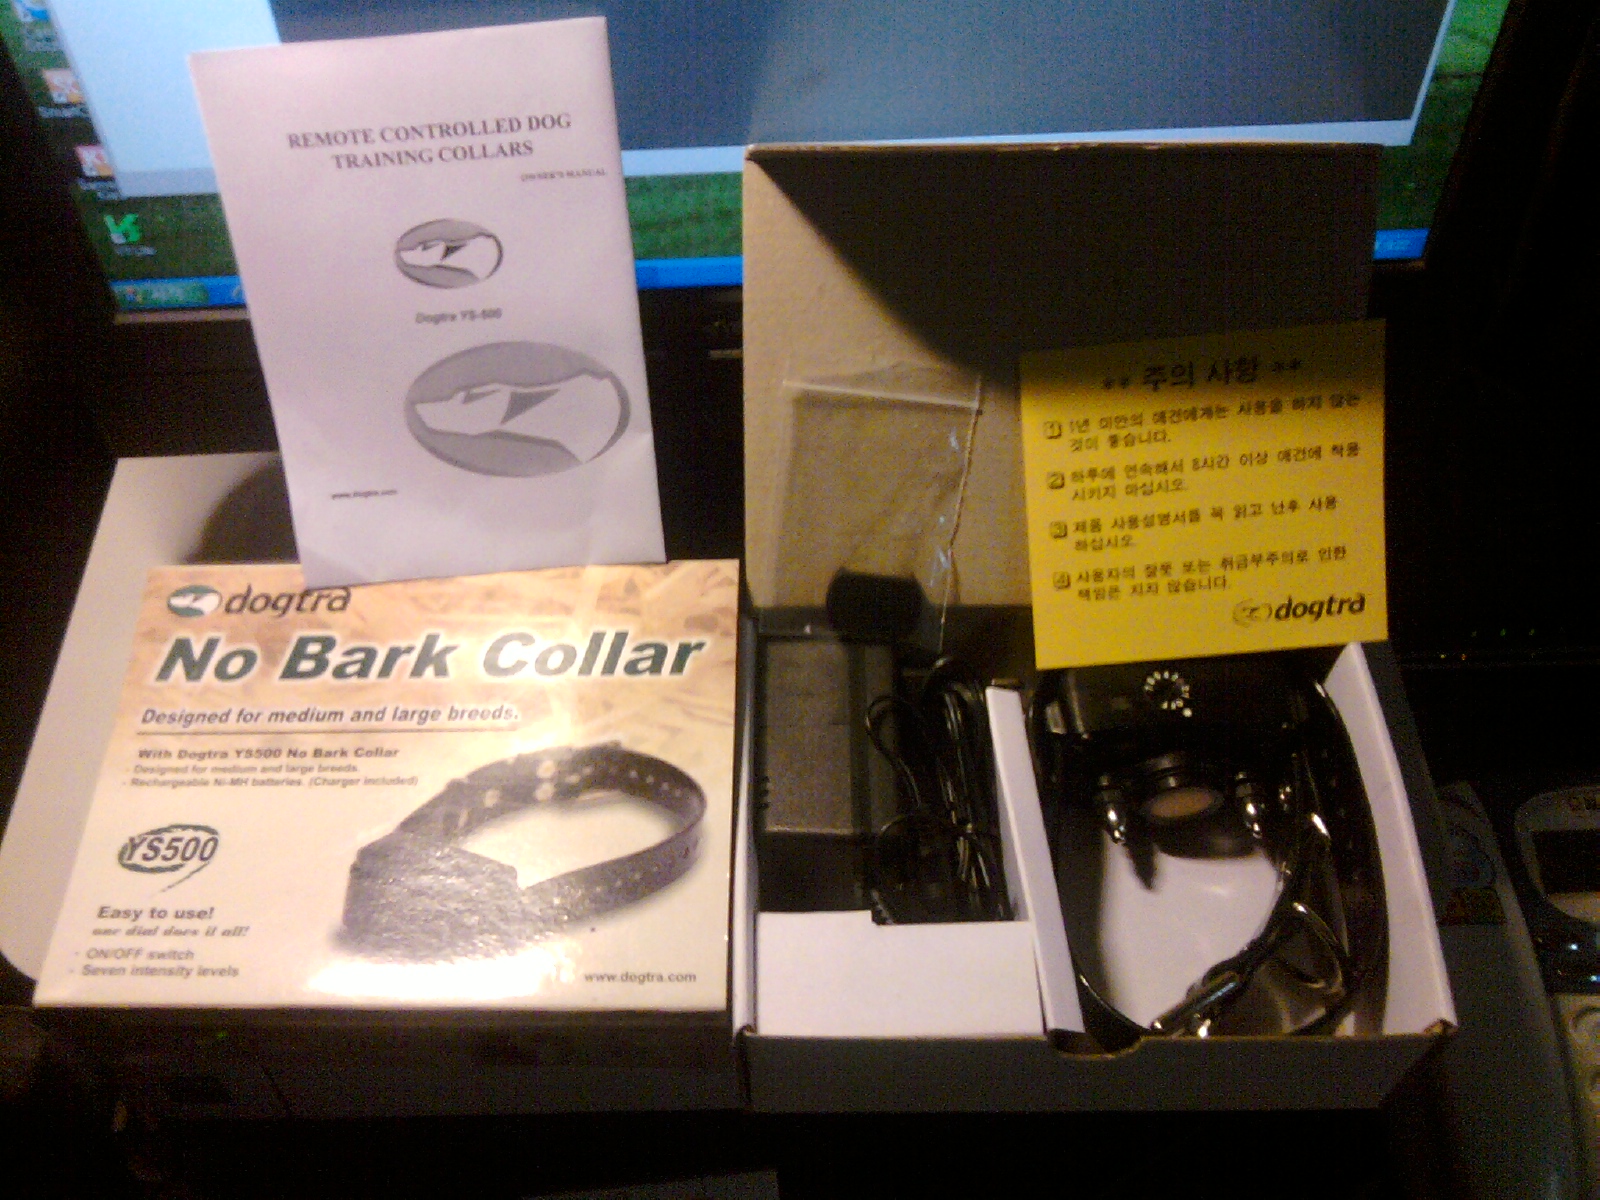 REMOTE CONTROLLED DOG
TRAINING COLLARS
OWNER'S MANUAL
Dogtra YS-500
www.dogtra.com
dogtra
No Bark Collar
Designed for medium and large breeds.
With Dogtra YS500 No Bark Collar
- Designed for medium and large breeds.
- Rechargeable Ni-MH batteries. (Charger included)
YS500
Easy to use!
one dial does it all!
- ON/OFF switch
- Seven intensity levels
www.dogtra.com
** 주의 사항 **
1 1년 미만의 애견에게는 사용을 하지 않는
것이 좋습니다.
2 하루에 연속해서 8시간 이상 애견에 착용
시키지 마십시오.
3 제품 사용설명서를 꼭 읽고 난후 사용
하십시오.
4 사용자의 잘못 또는 취급부주의로 인한
책임은 지지 않습니다.
dogtra